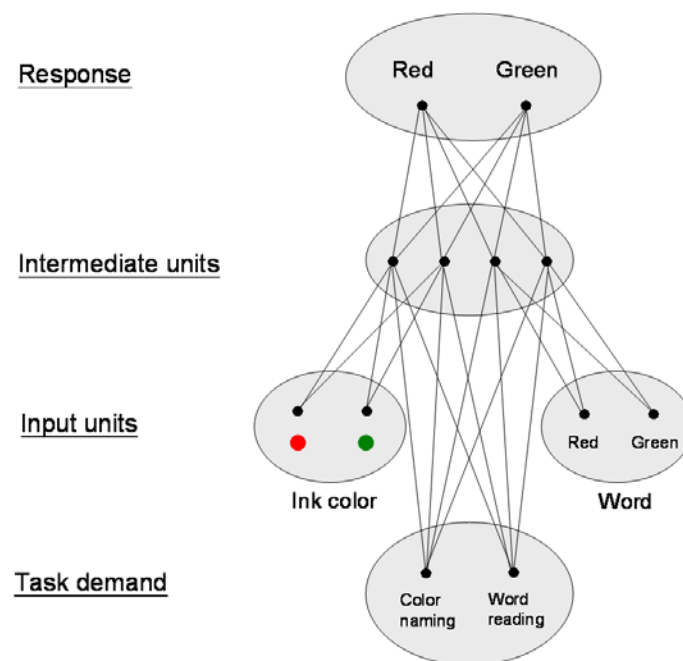 Response
Red Green
Intermediate units
Input units
Red Green
Ink color
Word
Task demand
Color Word
naming reading